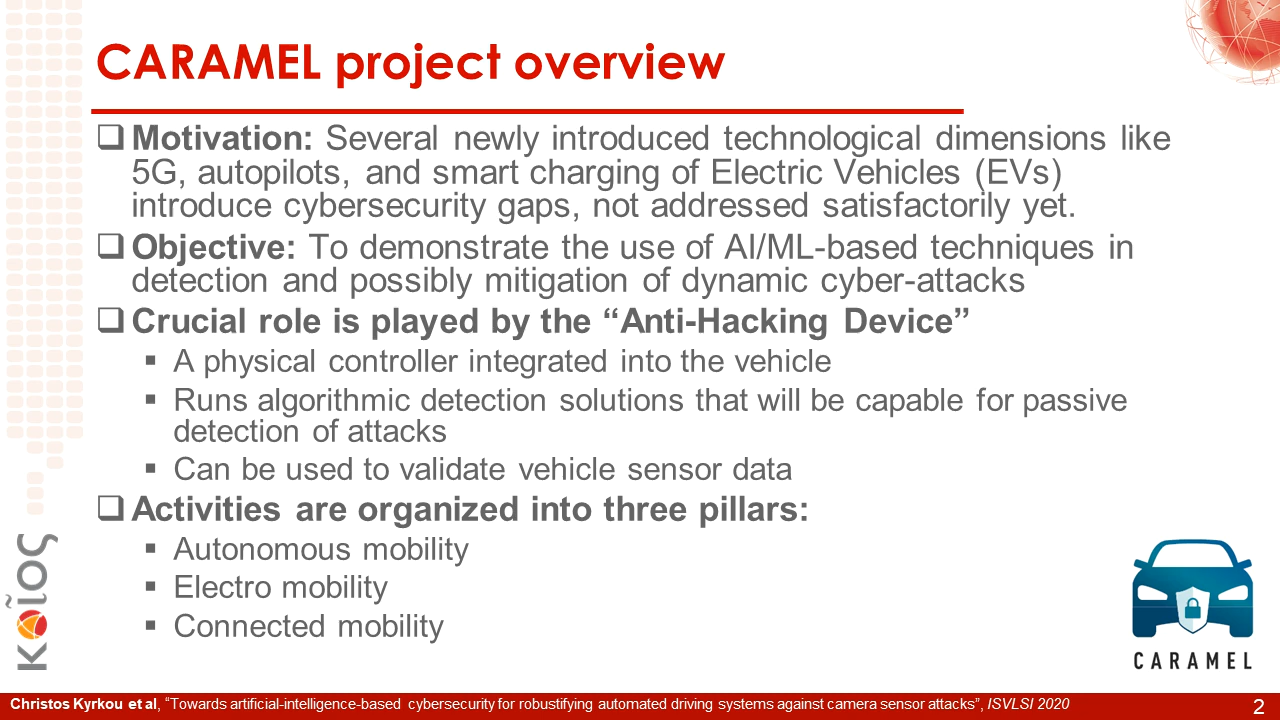 CARAMEL project overview
Motivation: Several newly introduced technological dimensions like
5G, autopilots, and smart charging of Electric Vehicles (EVs)
introduce cybersecurity gaps, not addressed satisfactorily yet.
Objective: To demonstrate the use of AI/ML-based techniques in
detection and possibly mitigation of dynamic cyber-attacks
Crucial role is played by the “Anti-Hacking Device”
A physical controller integrated into the vehicle
Runs algorithmic detection solutions that will be capable for passive
detection of attacks
Can be used to validate vehicle sensor data
Activities are organized into three pillars:
Autonomous mobility
Electro mobility
Connected mobility
κοῖος
CARAMEL
Christos Kyrkou et al, “Towards artificial-intelligence-based cybersecurity for robustifying automated driving systems against camera sensor attacks”, ISVLSI 2020
2